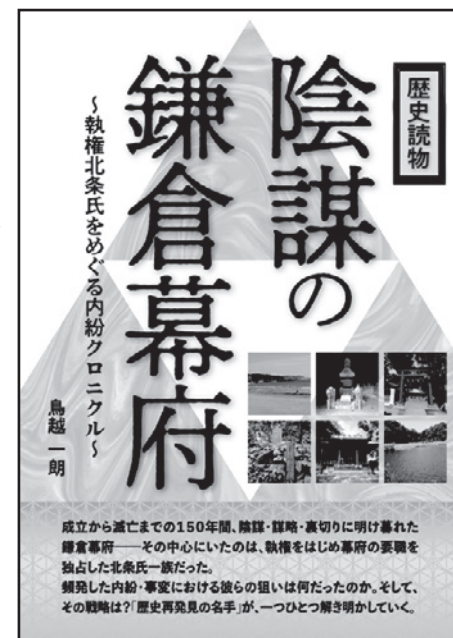 歴史読物
陰謀の
鎌倉幕府
～執権北条氏をめぐる内紛クロニクル～
鳥越一朗
成立から滅亡までの150年間、陰謀・謀略・裏切りに明け暮れた
鎌倉幕府──その中心にいたのは、執権をはじめ幕府の要職を
独占した北条氏一族だった。
頻発した内紛・事変における彼らの狙いは何だったのか。そして、
その戦略は?「歴史再発見の名手」が、一つひとつ解き明かしていく。